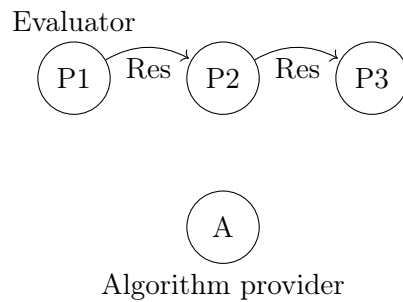 Evaluator
P1
Res
P2
Res
P3
A
Algorithm provider